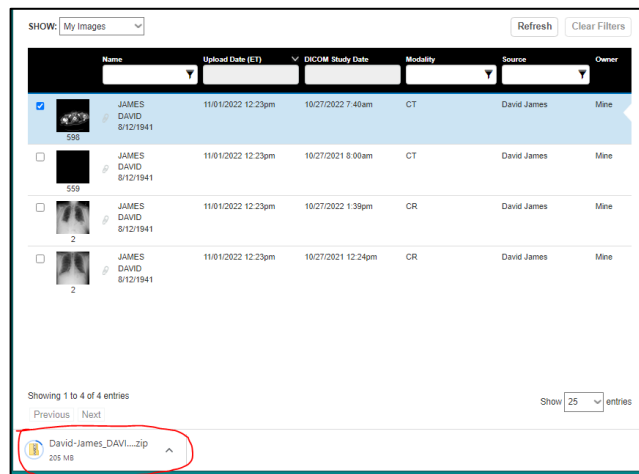 SHOW: My Images Refresh Clear Filters
Name Upload Date (ET) DICOM Study Date Modality Source Owner
JAMES 11/01/2022 12:23pm 10/27/2022 7:40am CT David James Mine
DAVID
8/12/1941
598
JAMES 11/01/2022 12:23pm 10/27/2021 8:00am CT David James Mine
DAVID
8/12/1941
559
JAMES 11/01/2022 12:23pm 10/27/2022 1:39pm CR David James Mine
DAVID
8/12/1941
2
JAMES 11/01/2022 12:23pm 10/27/2021 12:24pm CR David James Mine
DAVID
8/12/1941
2
Showing 1 to 4 of 4 entries Show 25 entries
Previous Next
David-James_DAVI....zip
205 MB